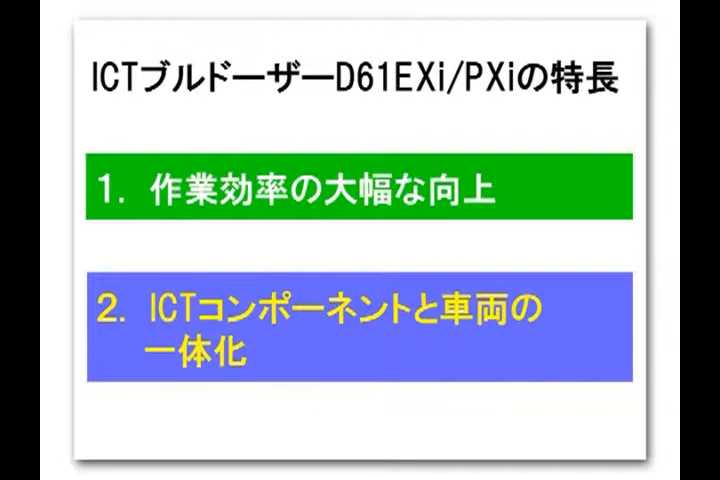 ICTブルドーザーD61EXi/PXiの特長
1. 作業効率の大幅な向上
2. ICTコンポーネントと車両の
一体化